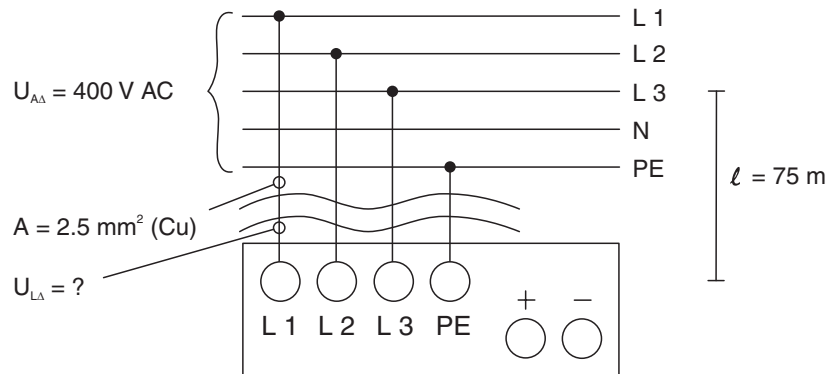 L 1
L 2
U_AΔ = 400 V AC
L 3
N
PE
ℓ = 75 m
A = 2.5 mm² (Cu)
U_LΔ = ?
L 1 L 2 L 3 PE
+ −